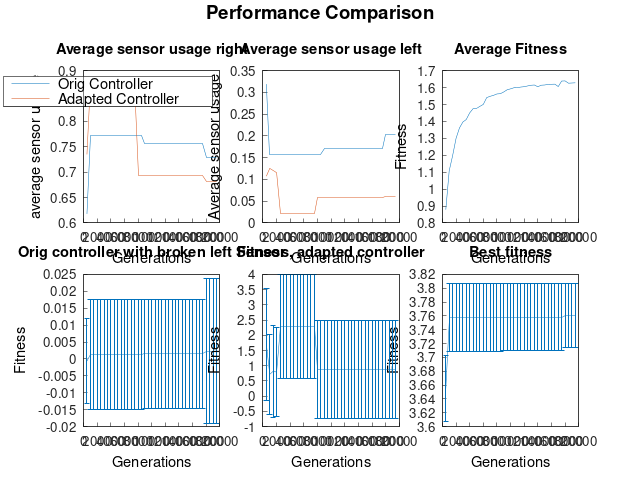 Performance Comparison
Average sensor usage right
Average sensor usage left
Average Fitness
Orig Controller
Adapted Controller
0.9
0.8
0.75
0.7
0.65
0.6
Generations
Average sensor usage
0.35
0.3
0.25
0.2
0.15
0.1
0.05
0
Generations
Fitness
1.7
1.6
1.5
1.4
1.3
1.2
1.1
1
0.9
0.8
Generations
Orig controller with broken left Sensor
Fitness, adapted controller
Best fitness
Fitness
0.025
0.02
0.015
0.01
0.005
0
-0.005
-0.01
-0.015
-0.02
Generations
Fitness
4
3.5
3
2.5
2
1.5
1
0.5
0
-0.5
-1
Generations
Fitness
3.82
3.8
3.78
3.76
3.74
3.72
3.7
3.68
3.66
3.64
3.62
3.6
Generations